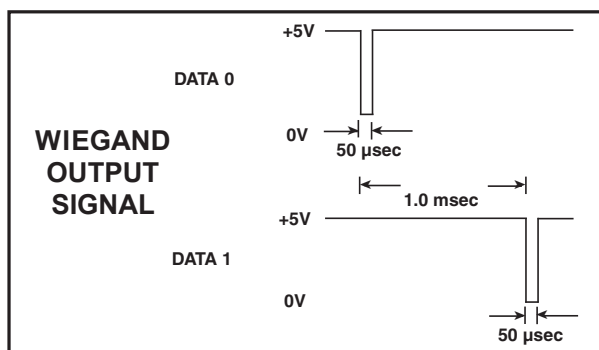 +5V
DATA 0
0V
50 µsec
WIEGAND
OUTPUT
SIGNAL
1.0 msec
+5V
DATA 1
0V
50 µsec